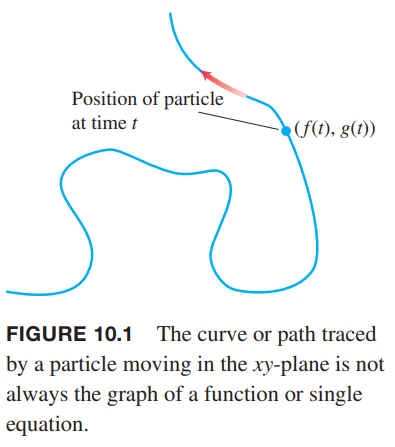 Position of particle
at time t
(f(t), g(t))
FIGURE 10.1 The curve or path traced
by a particle moving in the xy-plane is not
always the graph of a function or single
equation.